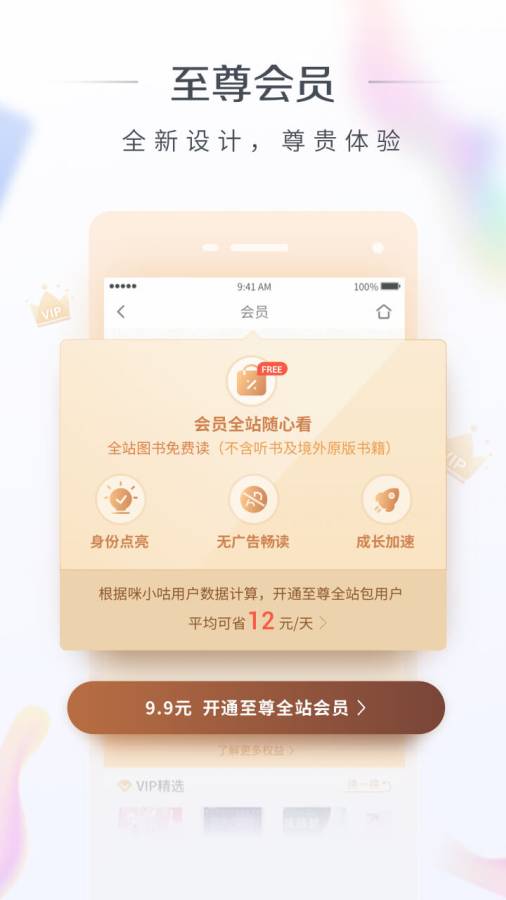 至尊会员
全新设计，尊贵体验
9:41 AM
100%
会员
VIP
FREE
会员全站随心看
全站图书免费读（不含听书及境外原版书籍）
VIP
身份点亮
无广告畅读
成长加速
根据咪小咕用户数据计算，开通至尊全站包用户
平均可省12元/天
9.9元 开通至尊全站会员
了解更多权益
VIP精选
换一换